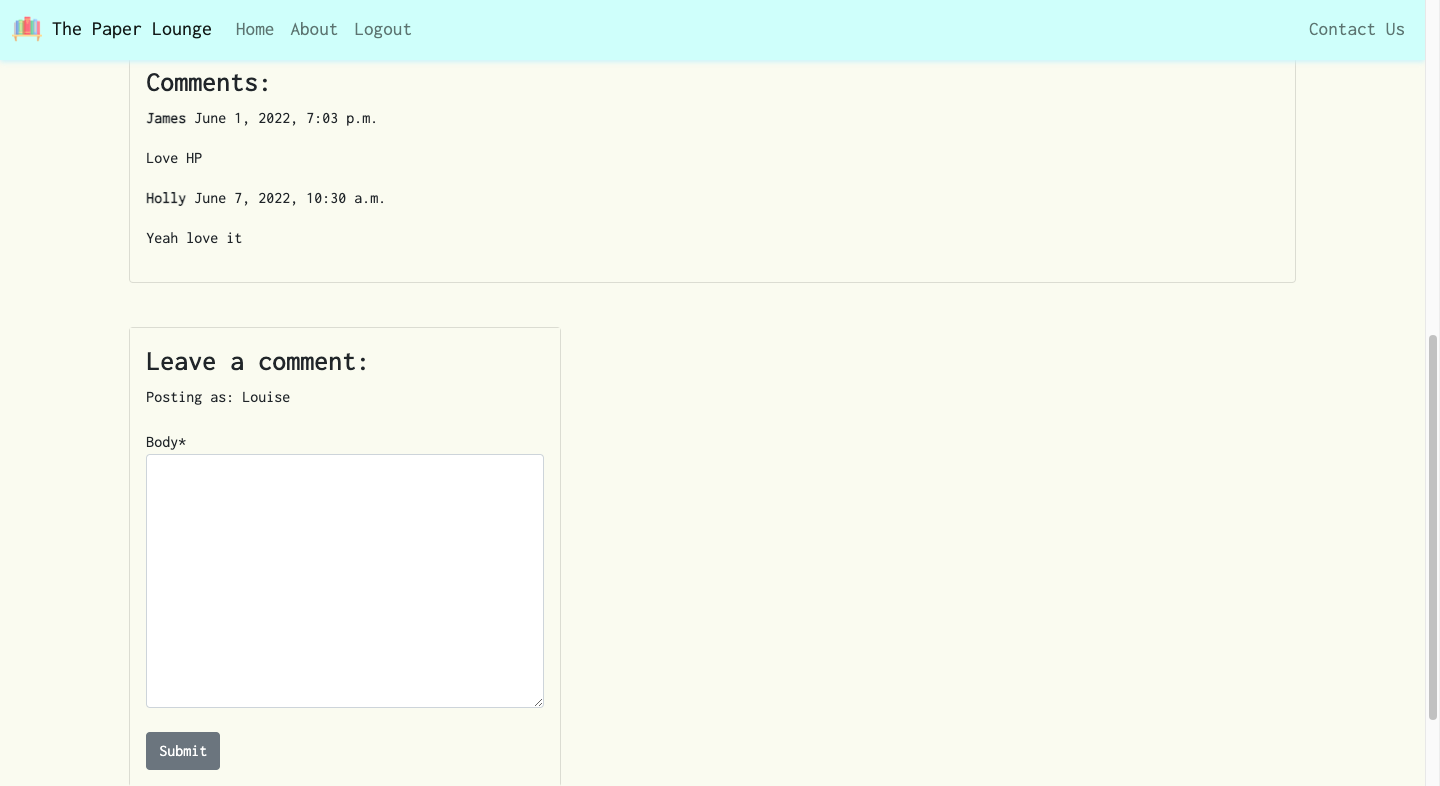 The Paper Lounge Home About Logout Contact Us
Comments:
James June 1, 2022, 7:03 p.m.
Love HP
Holly June 7, 2022, 10:30 a.m.
Yeah love it
Leave a comment:
Posting as: Louise
Body*
Submit